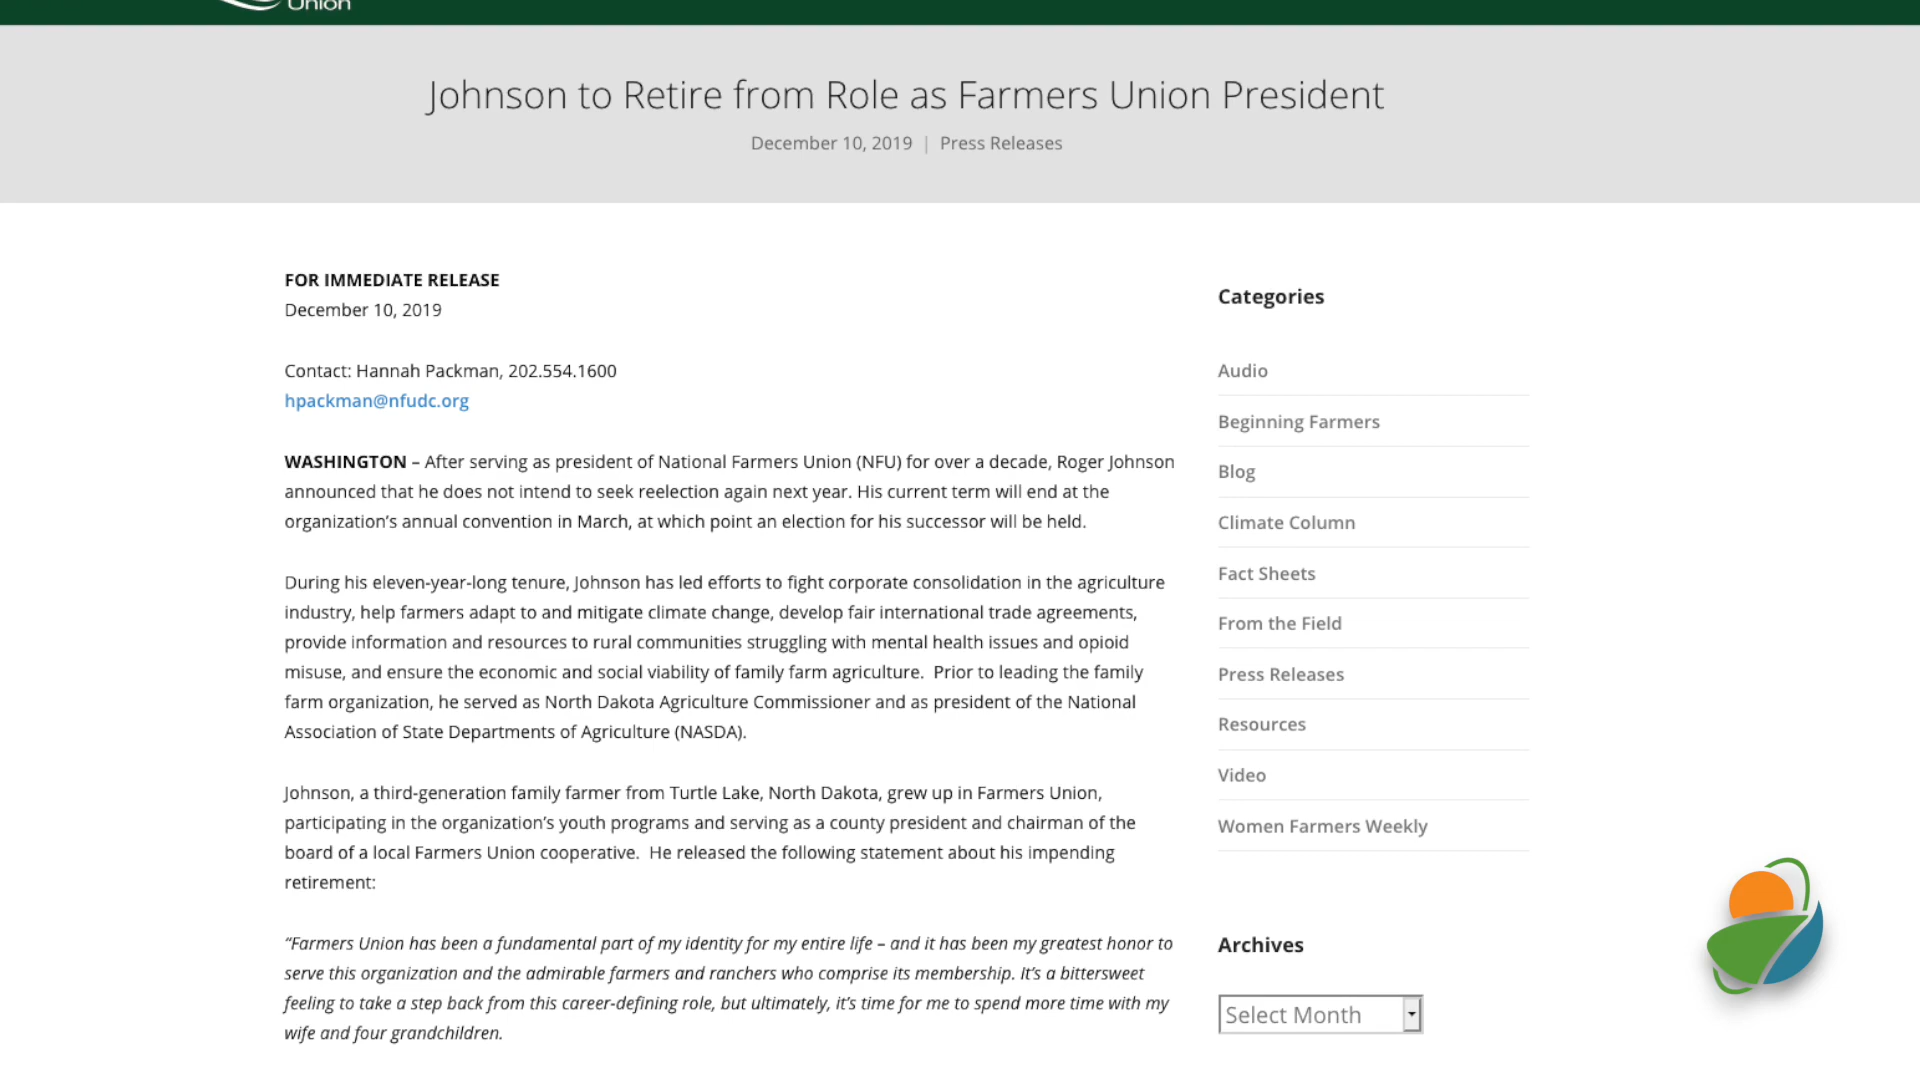 Union
Johnson to Retire from Role as Farmers Union President
December 10, 2019 | Press Releases
FOR IMMEDIATE RELEASE
December 10, 2019
Contact: Hannah Packman, 202.554.1600
hpackman@nfudc.org
WASHINGTON – After serving as president of National Farmers Union (NFU) for over a decade, Roger Johnson
announced that he does not intend to seek reelection again next year. His current term will end at the
organization’s annual convention in March, at which point an election for his successor will be held.
During his eleven-year-long tenure, Johnson has led efforts to fight corporate consolidation in the agriculture
industry, help farmers adapt to and mitigate climate change, develop fair international trade agreements,
provide information and resources to rural communities struggling with mental health issues and opioid
misuse, and ensure the economic and social viability of family farm agriculture.  Prior to leading the family
farm organization, he served as North Dakota Agriculture Commissioner and as president of the National
Association of State Departments of Agriculture (NASDA).
Johnson, a third-generation family farmer from Turtle Lake, North Dakota, grew up in Farmers Union,
participating in the organization’s youth programs and serving as a county president and chairman of the
board of a local Farmers Union cooperative.  He released the following statement about his impending
retirement:
“Farmers Union has been a fundamental part of my identity for my entire life – and it has been my greatest honor to
serve this organization and the admirable farmers and ranchers who comprise its membership. It’s a bittersweet
feeling to take a step back from this career-defining role, but ultimately, it’s time for me to spend more time with my
wife and four grandchildren.
Categories
Audio
Beginning Farmers
Blog
Climate Column
Fact Sheets
From the Field
Press Releases
Resources
Video
Women Farmers Weekly
Archives
Select Month